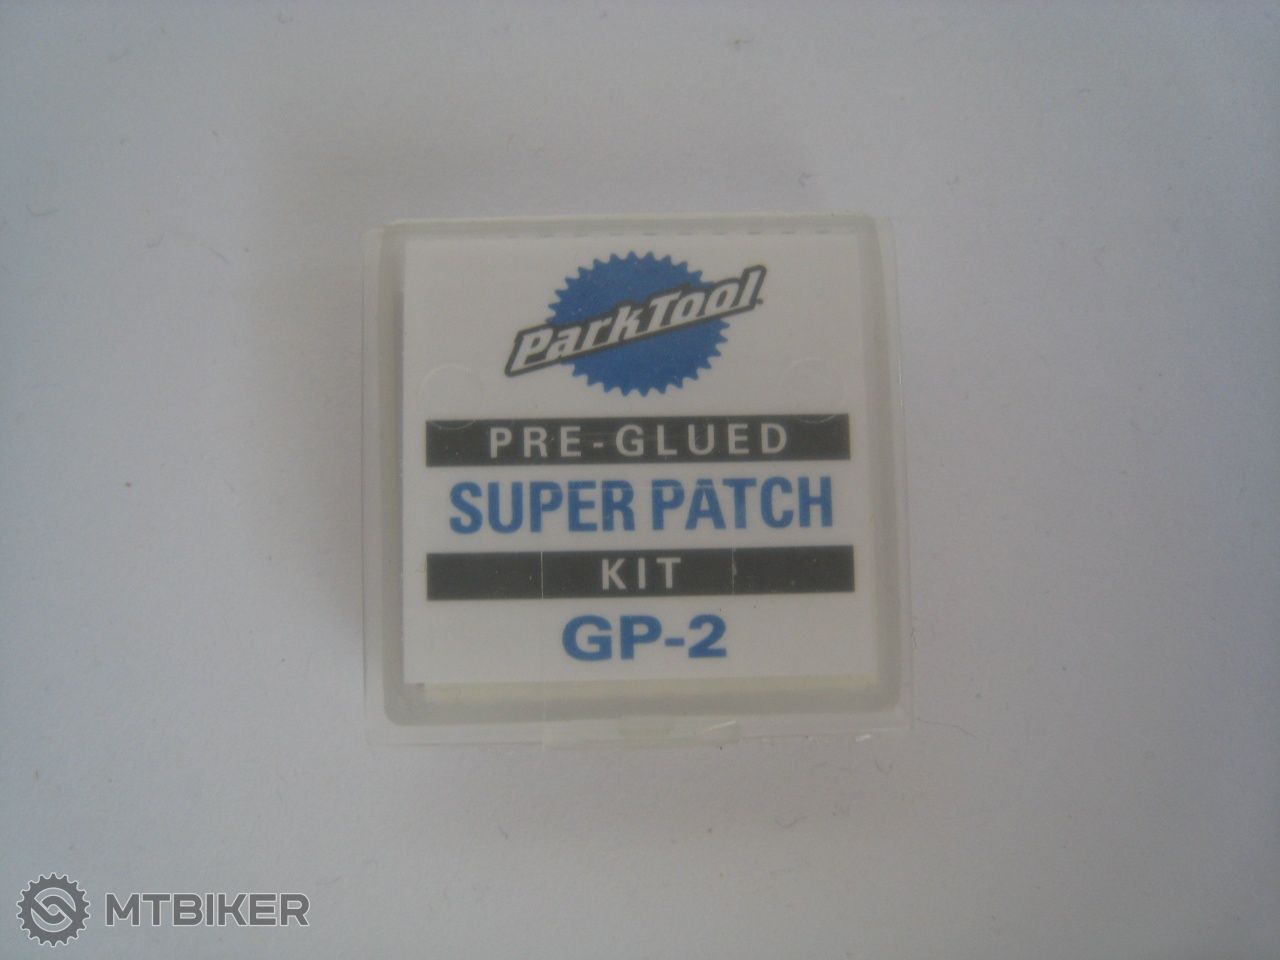 ParkTool
PRE-GLUED
SUPER PATCH
KIT
GP-2
MTBIKER